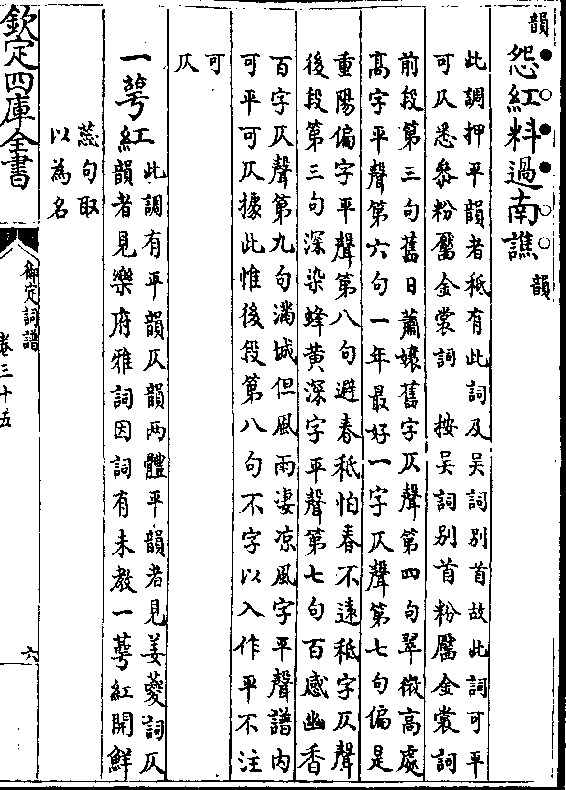 韻
怨紅料過南譙
●○●●○○
韻
此調押平韻者秪有此詞及吳詞别首故此詞可平
可仄悉叅粉靨金裳詞　按吳詞别首粉靨金裳詞
前段第三句舊日蕭娘舊字仄聲第四句翠微高處
髙字平聲第六句一年最好一字仄聲第七句偏是
重陽偏字平聲第八句避春秪怕春不遠秪字仄聲
後段第三句深染蜂黄深字平聲第七句百感幽香
百字仄聲第九句滿城但風雨凄凉風字平聲譜内
可平可仄據此惟後段第八句不字以入作平不注
可
仄
一萼紅
此調有平韻仄韻兩體平韻者見姜夔詞仄
韻者見樂府雅詞因詞有未教一萼紅開鮮
蕊句取
以為名
欽定四庫全書
御定詞譜
卷三十五
六